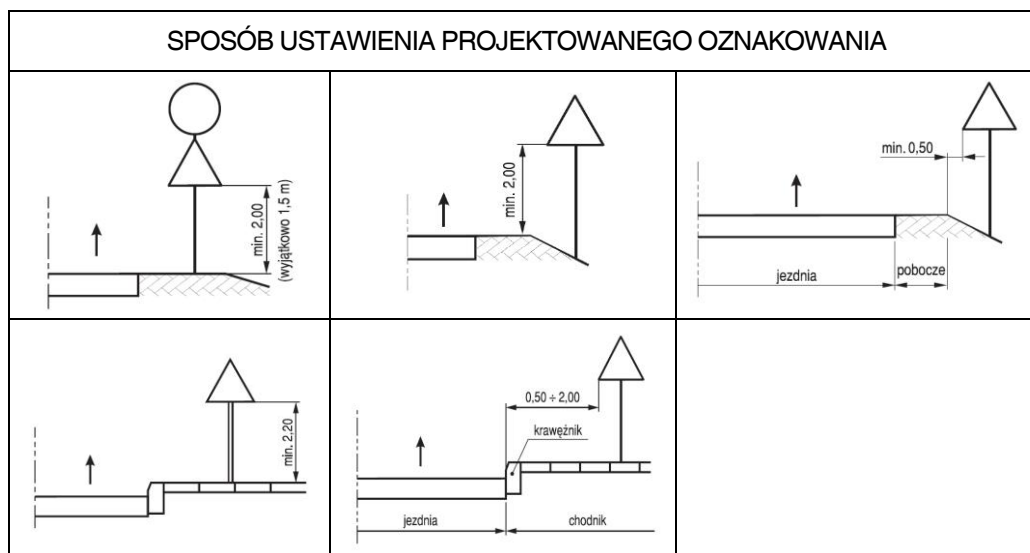 SPOSÓB USTAWIENIA PROJEKTOWANEGO OZNAKOWANIA
min. 2,00
(wyjątkowo 1,5 m)
min. 2,00
min. 0,50
jezdnia
pobocze
min. 2,20
0,50 ÷ 2,00
krawężnik
jezdnia
chodnik